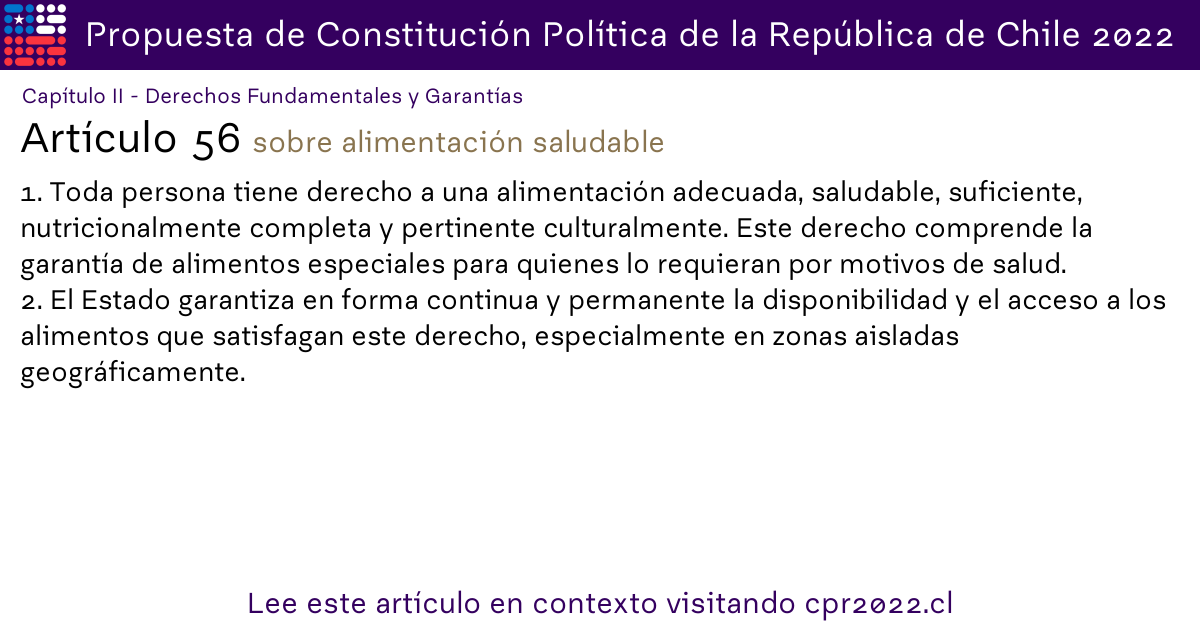 Propuesta de Constitución Política de la República de Chile 2022
Capítulo II - Derechos Fundamentales y Garantías
Artículo 56 sobre alimentación saludable
1. Toda persona tiene derecho a una alimentación adecuada, saludable, suficiente,
nutricionalmente completa y pertinente culturalmente. Este derecho comprende la
garantía de alimentos especiales para quienes lo requieran por motivos de salud.
2. El Estado garantiza en forma continua y permanente la disponibilidad y el acceso a los
alimentos que satisfagan este derecho, especialmente en zonas aisladas
geográficamente.
Lee este artículo en contexto visitando cpr2022.cl